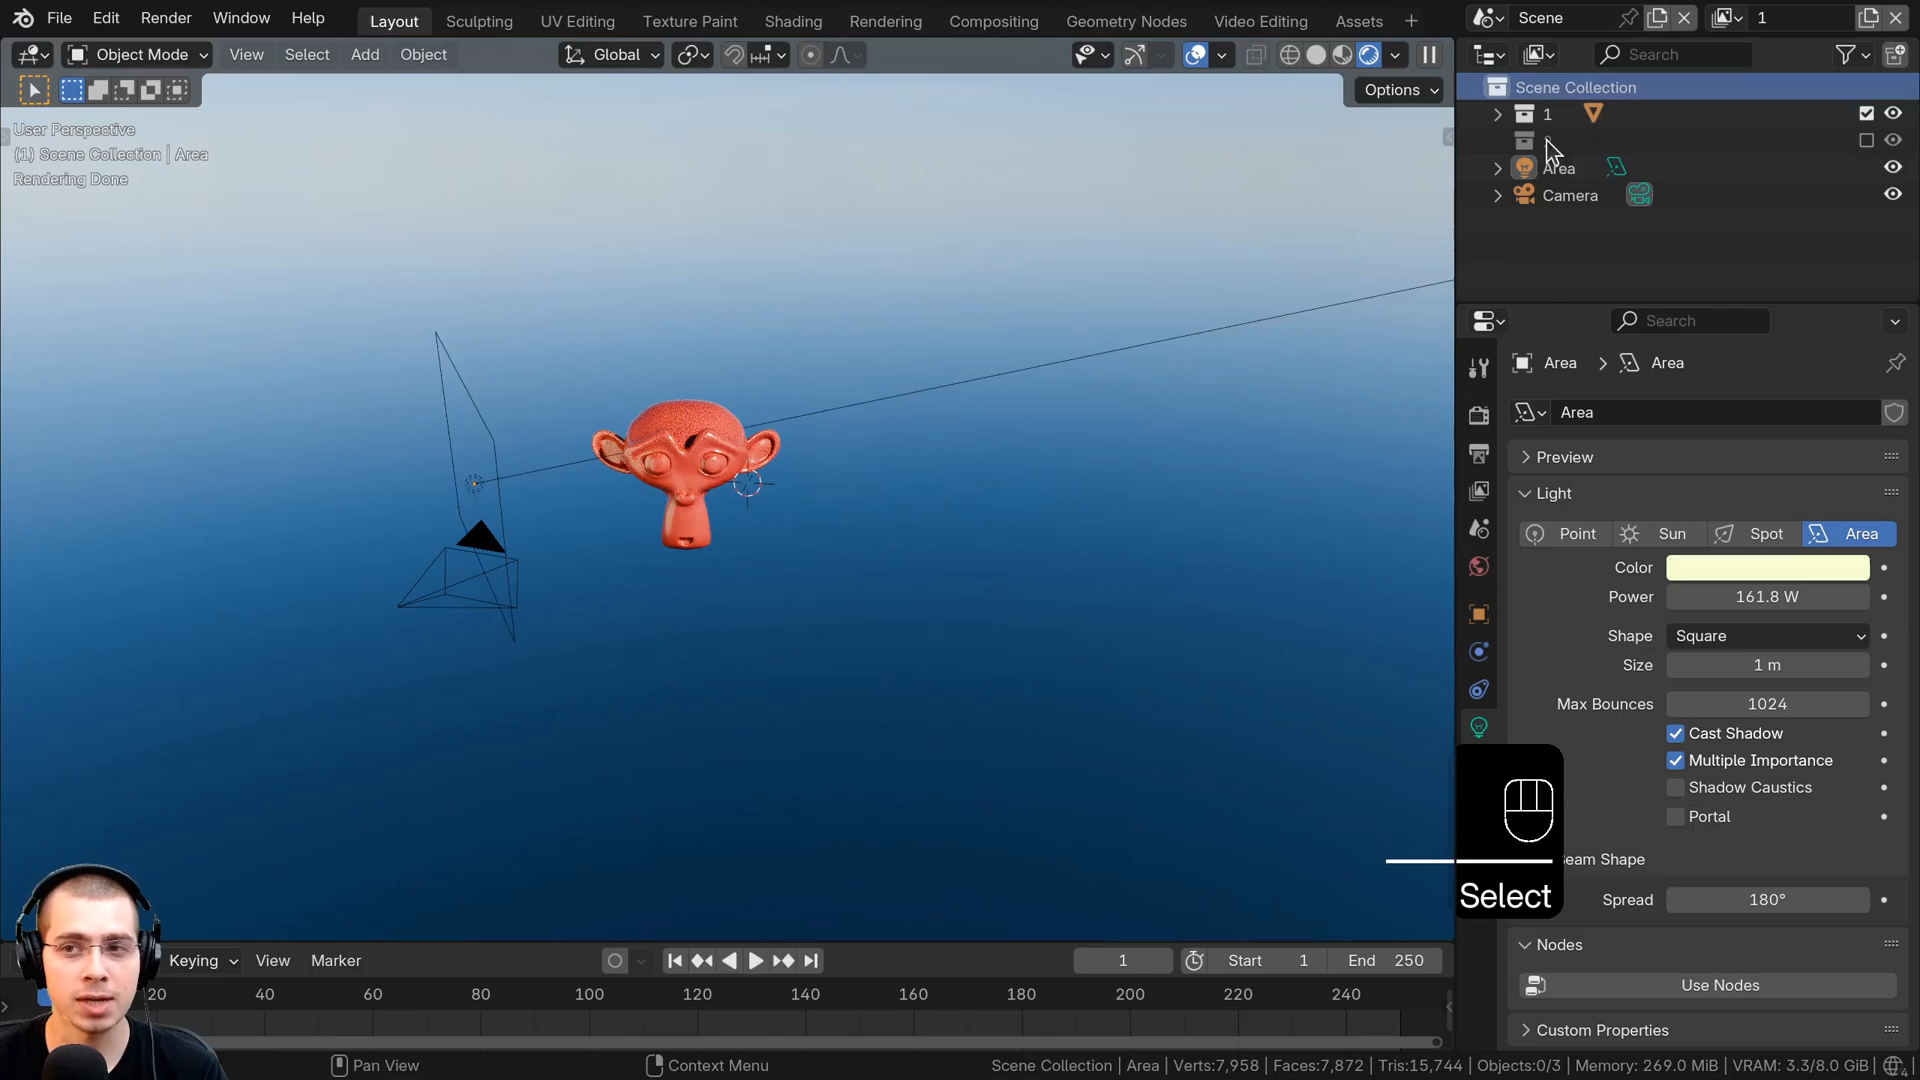 File Edit Render Window Help Layout Sculpting UV Editing Texture Paint Shading Rendering Compositing Geometry Nodes Video Editing Assets + Scene 1
Object Mode View Select Add Object Global Search
Options
User Perspective
(1) Scene Collection | Area
Rendering Done
Scene Collection
1
Area
Camera
Search
Area > Area
Area
Preview
Light
Point Sun Spot Area
Color
Power 161.8 W
Shape Square
Size 1 m
Max Bounces 1024
Cast Shadow
Multiple Importance
Shadow Caustics
Portal
Beam Shape
Select
Spread 180°
Nodes
Use Nodes
Custom Properties
Keying View Marker 1 Start 1 End 250
20 40 60 80 100 120 140 160 180 200 220 240
Pan View Context Menu Scene Collection | Area | Verts:7,958 | Faces:7,872 | Tris:15,744 | Objects:0/3 | Memory: 269.0 MiB | VRAM: 3.3/8.0 GiB | 4